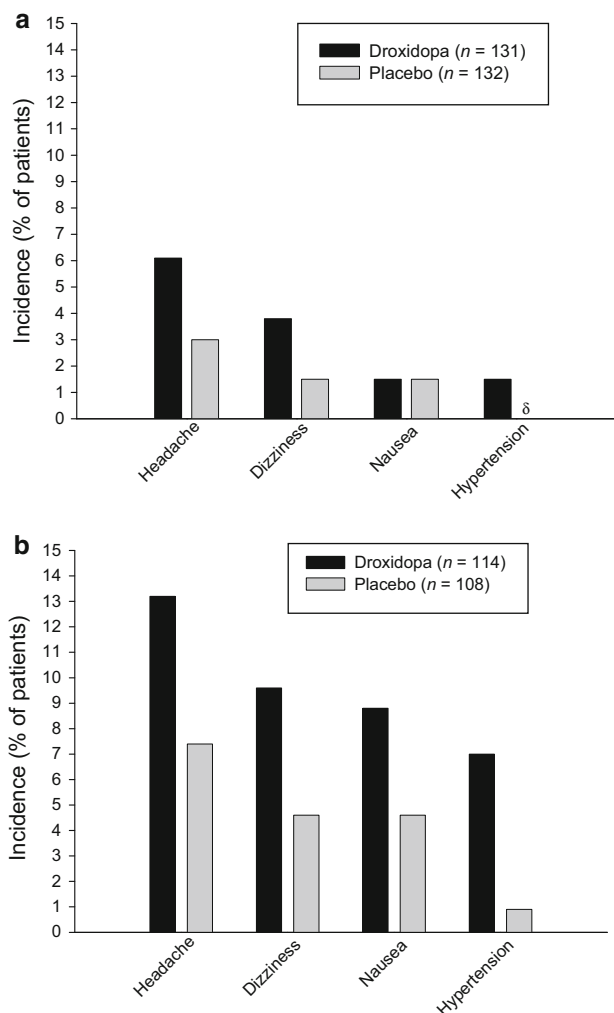 a
15
14
13
12
11
10
9
8
7
6
5
4
3
2
1
0
Incidence (% of patients)
Droxidopa (n = 131)
Placebo (n = 132)
δ
Headache
Dizziness
Nausea
Hypertension
b
15
14
13
12
11
10
9
8
7
6
5
4
3
2
1
0
Incidence (% of patients)
Droxidopa (n = 114)
Placebo (n = 108)
Headache
Dizziness
Nausea
Hypertension